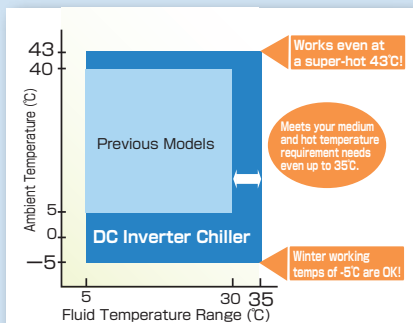 43
40
5
0
—5
Ambient Temperature (℃)
Previous Models
DC Inverter Chiller
Works even at
a super-hot 43℃!
Meets your medium
and hot temperature
requirement needs
even up to 35℃.
Winter working
temps of -5℃ are OK!
5
30
35
Fluid Temperature Range (℃)